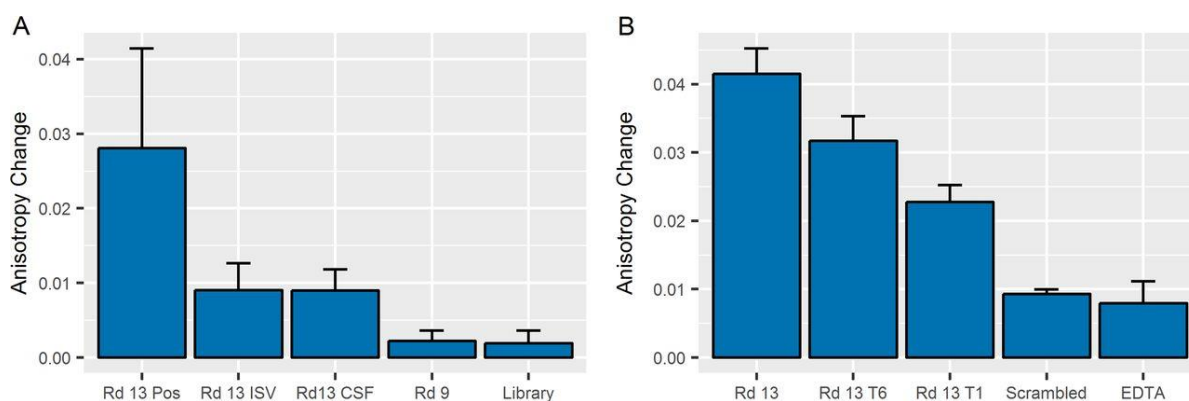 A
Anisotropy Change
0.04
0.03
0.02
0.01
0.00
Rd 13 Pos Rd 13 ISV Rd13 CSF Rd 9 Library
B
Anisotropy Change
0.04
0.03
0.02
0.01
0.00
Rd 13 Rd 13 T6 Rd 13 T1 Scrambled EDTA